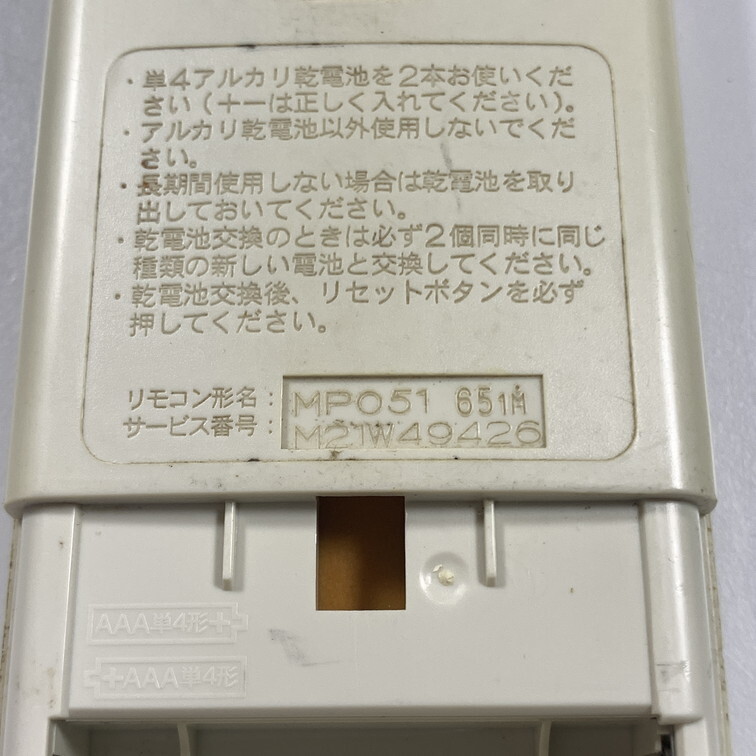 ・単4アルカリ乾電池を2本お使いくだ
さい(＋－は正しく入れてください)。
・アルカリ乾電池以外使用しないでくだ
さい。
・長期間使用しない場合は乾電池を取り
出しておいてください。
・乾電池交換のときは必ず2個同時に同じ
種類の新しい電池と交換してください。
・乾電池交換後、リセットボタンを必ず
押してください。
リモコン形名：MP051 651M
サービス番号：M21W49426
AAA単4形＋
＋AAA単4形